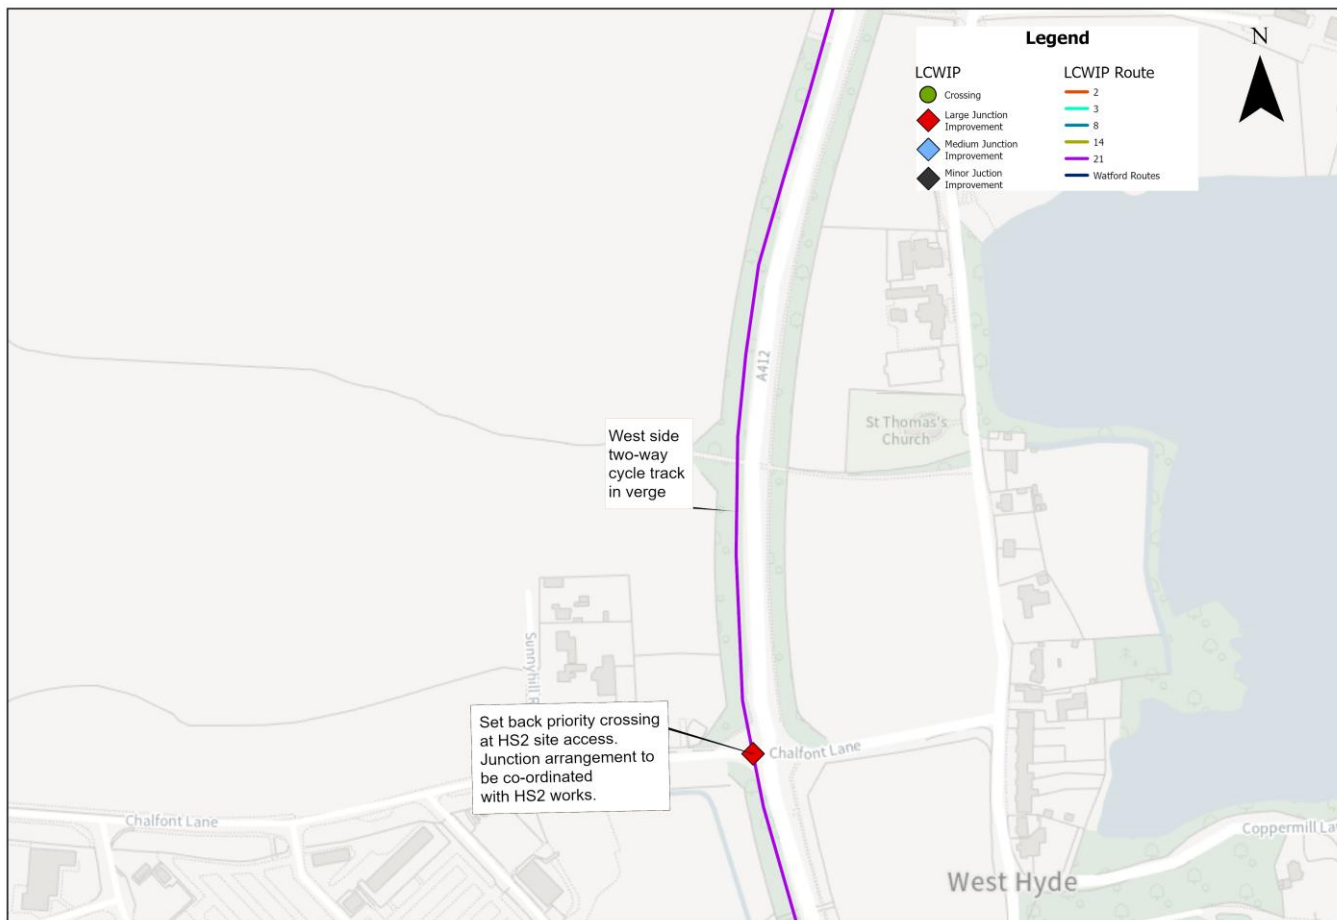 Legend
N
LCWIP
Crossing
Large Junction
Improvement
Medium Junction
Improvement
Minor Juction
Improvement
LCWIP Route
2
3
8
14
21
Watford Routes
A412
St Thomas's
Church
West side
two-way
cycle track
in verge
Sunnyhill R
Set back priority crossing
at HS2 site access.
Junction arrangement to
be co-ordinated
with HS2 works.
Chalfont Lane
Chalfont Lane
Coppermill La
West Hyde